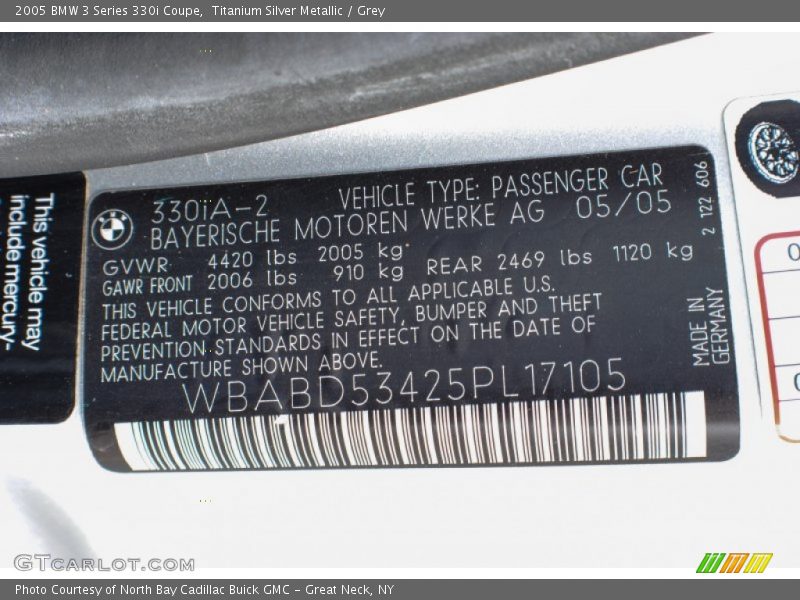 2005 BMW 3 Series 330i Coupe,  Titanium Silver Metallic / Grey
This vehicle may
include mercury-
330iA-2
VEHICLE TYPE: PASSENGER CAR
BAYERISCHE MOTOREN WERKE AG 05/05
GVWR 4420 lbs 2005 kg
GAWR FRONT 2006 lbs 910 kg REAR 2469 lbs 1120 kg
THIS VEHICLE CONFORMS TO ALL APPLICABLE U.S.
FEDERAL MOTOR VEHICLE SAFETY, BUMPER AND THEFT
PREVENTION STANDARDS IN EFFECT ON THE DATE OF
MANUFACTURE SHOWN ABOVE.
WBABD53425PL17105
2 122 606
MADE IN
GERMANY
GTCARLOT.COM
Photo Courtesy of North Bay Cadillac Buick GMC - Great Neck, NY